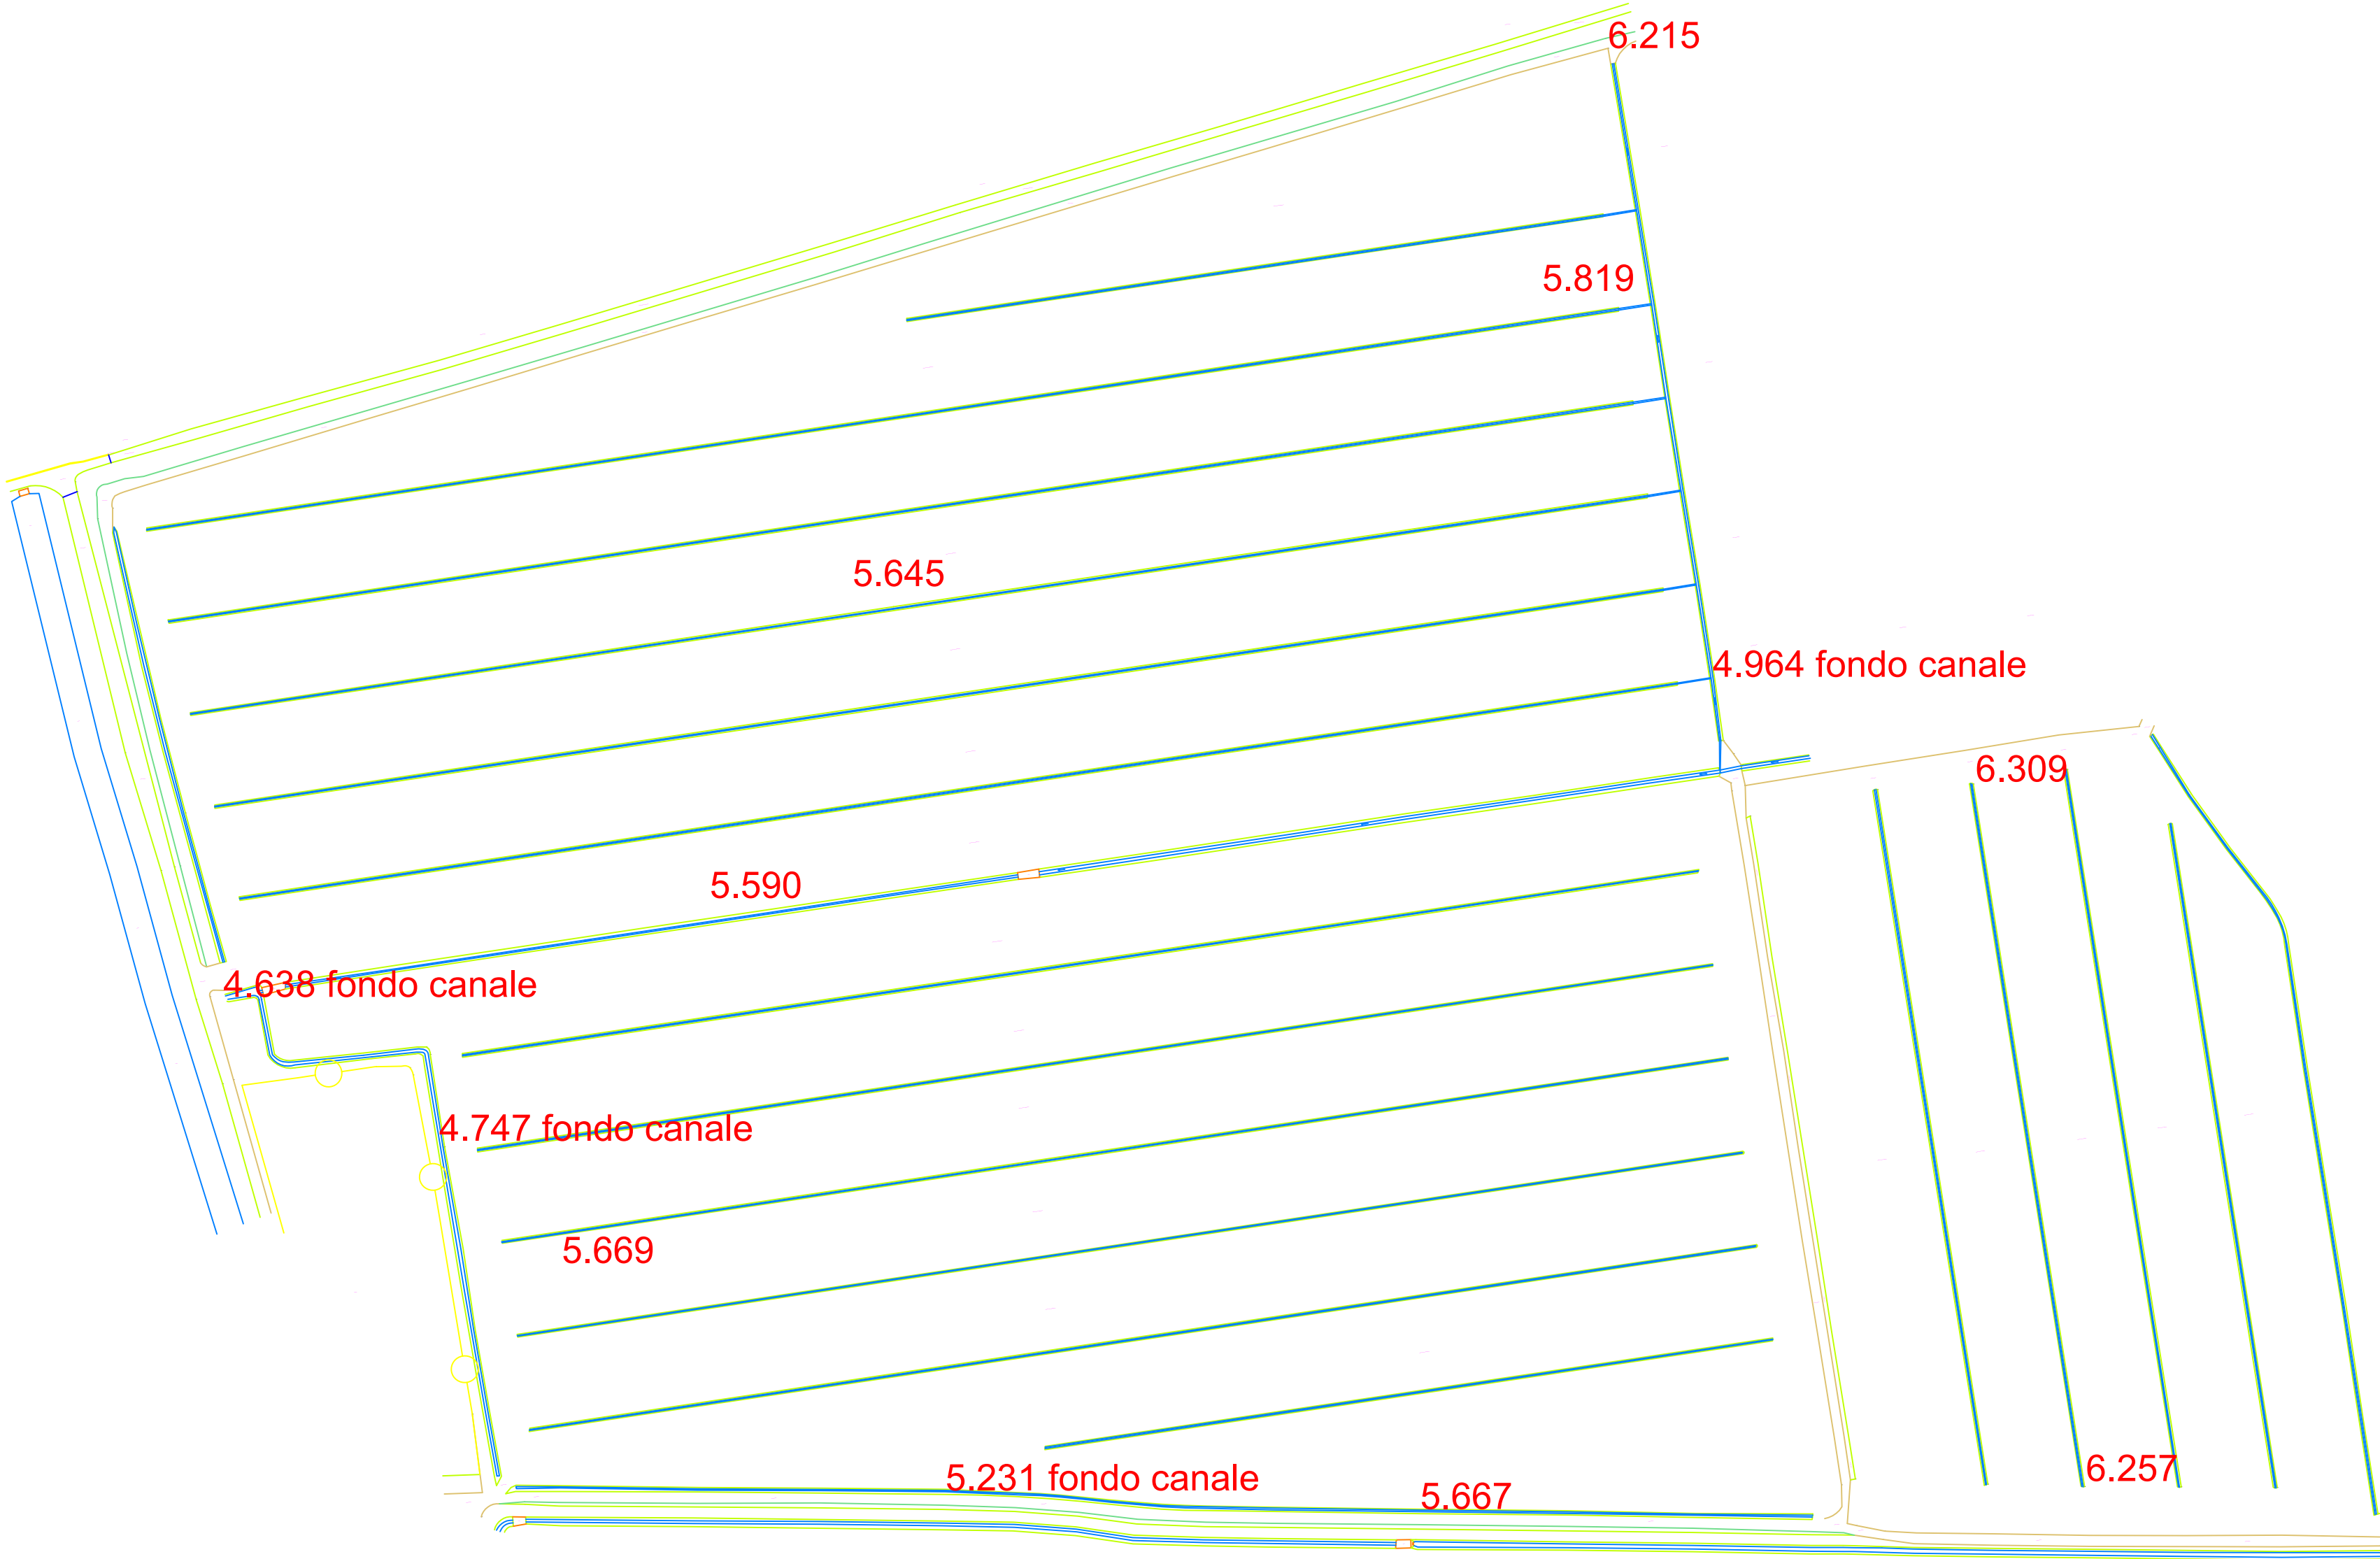 6.215
5.819
5.645
4.964 fondo canale
6.309
5.590
4.638 fondo canale
4.747 fondo canale
5.669
6.257
5.231 fondo canale
5.667